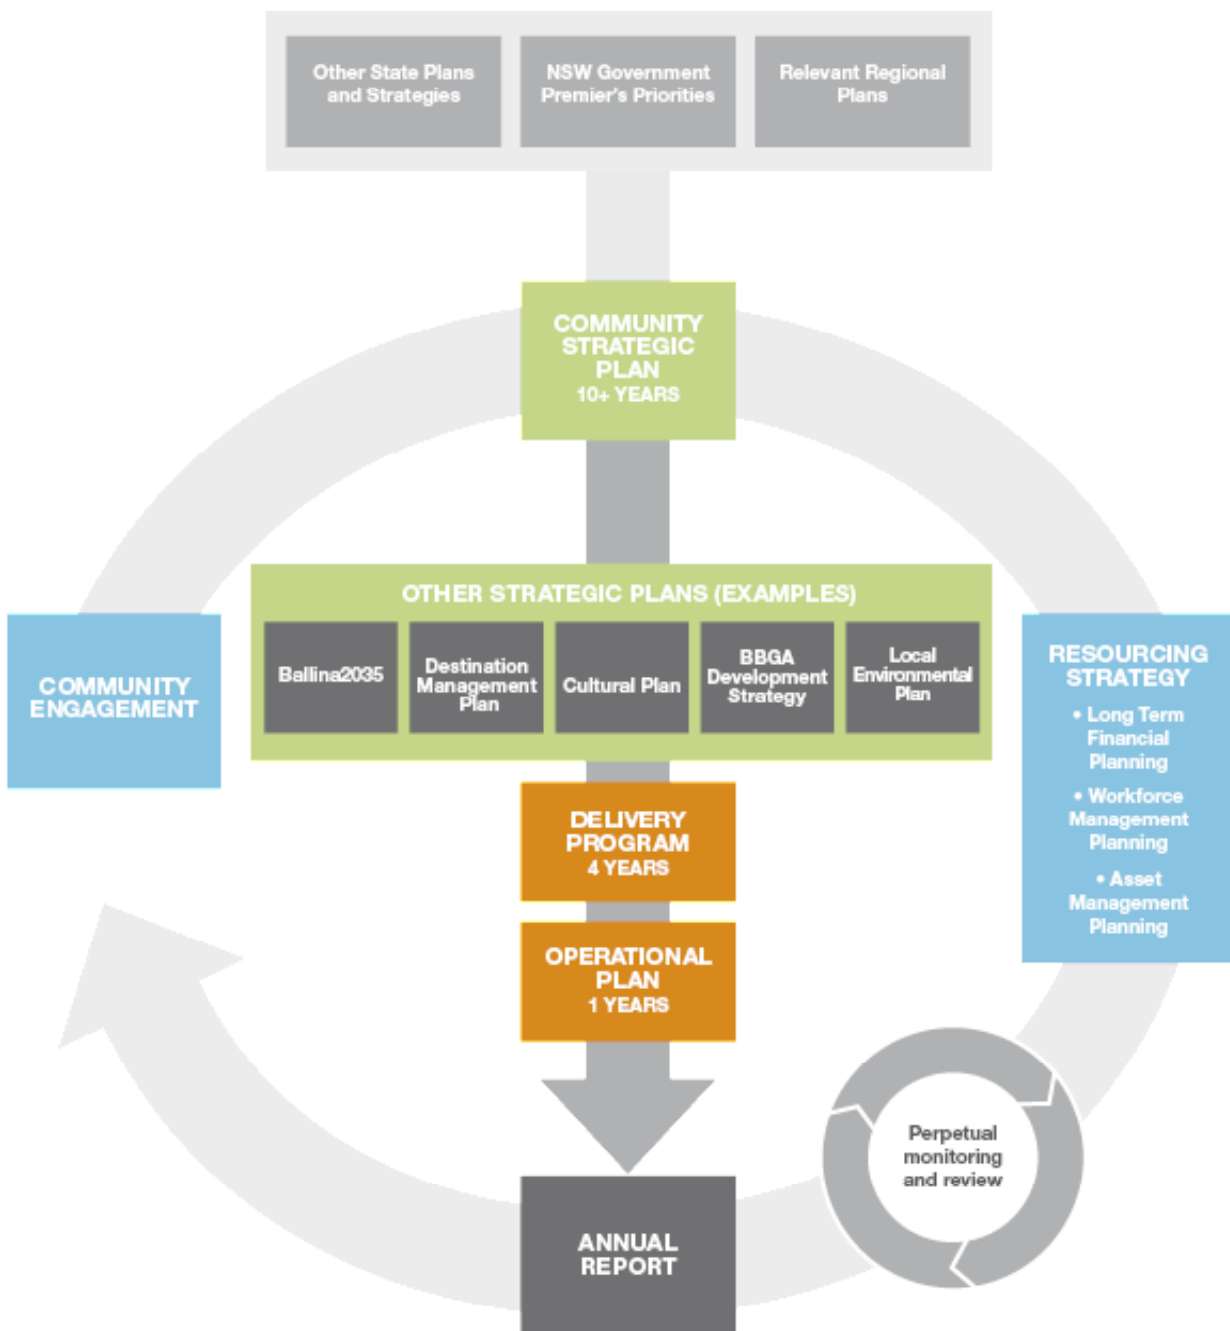 Other State Plans
and Strategies
NSW Government
Premier's Priorities
Relevant Regional
Plans
COMMUNITY
STRATEGIC
PLAN
10+ YEARS
OTHER STRATEGIC PLANS (EXAMPLES)
Ballina2035
Destination
Management
Plan
Cultural Plan
BBGA
Development
Strategy
Local
Environmental
Plan
COMMUNITY
ENGAGEMENT
RESOURCING
STRATEGY
• Long Term
Financial
Planning
• Workforce
Management
Planning
• Asset
Management
Planning
DELIVERY
PROGRAM
4 YEARS
OPERATIONAL
PLAN
1 YEARS
Perpetual
monitoring
and review
ANNUAL
REPORT